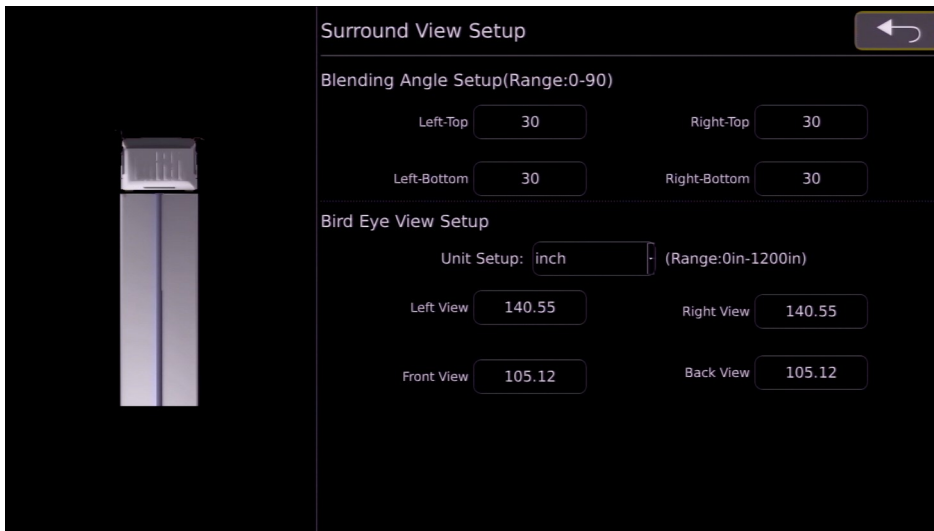 Surround View Setup
Blending Angle Setup(Range:0-90)
Left-Top 30 Right-Top 30
Left-Bottom 30 Right-Bottom 30
Bird Eye View Setup
Unit Setup: inch (Range:0in-1200in)
Left View 140.55 Right View 140.55
Front View 105.12 Back View 105.12